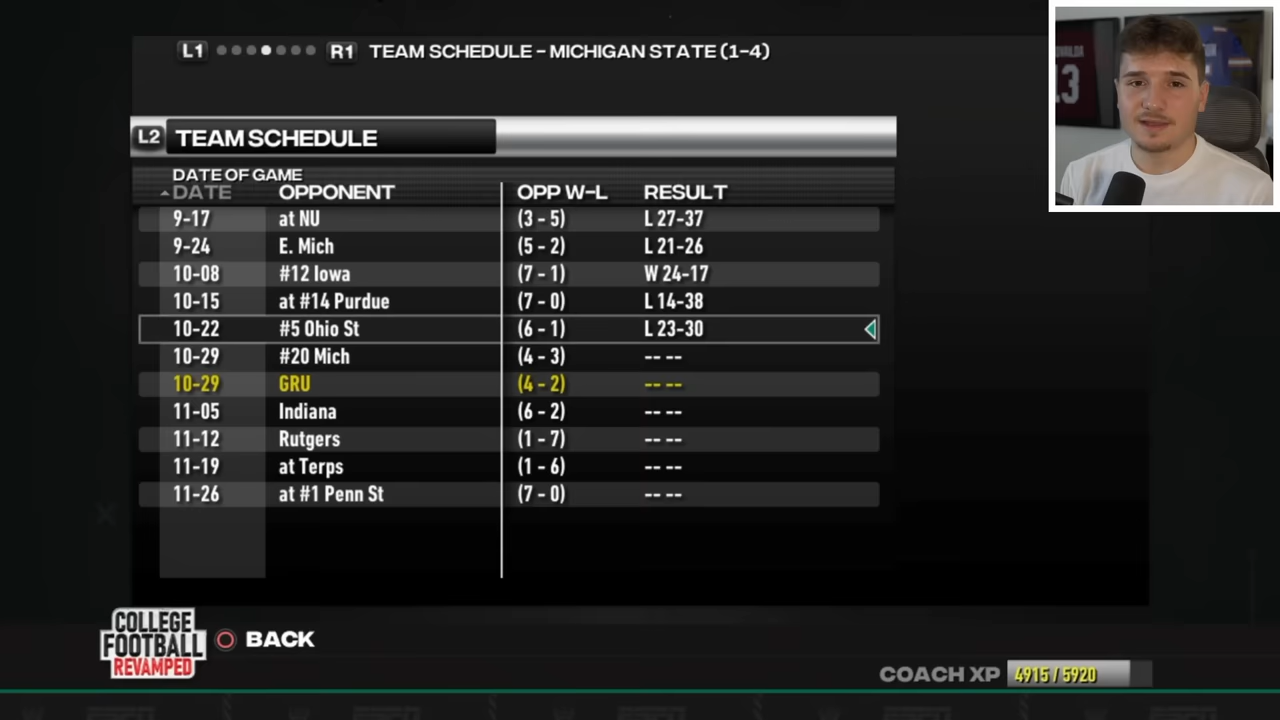 L1 R1 TEAM SCHEDULE – MICHIGAN STATE (1-4)
L2 TEAM SCHEDULE
DATE OF GAME
DATE OPPONENT OPP W-L RESULT
9-17 at NU (3 - 5) L 27-37
9-24 E. Mich (5 - 2) L 21-26
10-08 #12 Iowa (7 - 1) W 24-17
10-15 at #14 Purdue (7 - 0) L 14-38
10-22 #5 Ohio St (6 - 1) L 23-30
10-29 #20 Mich (4 - 3) -- --
10-29 GRU (4 - 2) -- --
11-05 Indiana (6 - 2) -- --
11-12 Rutgers (1 - 7) -- --
11-19 at Terps (1 - 6) -- --
11-26 at #1 Penn St (7 - 0) -- --
COLLEGE
FOOTBALL
REVAMPED
BACK
COACH XP 4915 / 5920